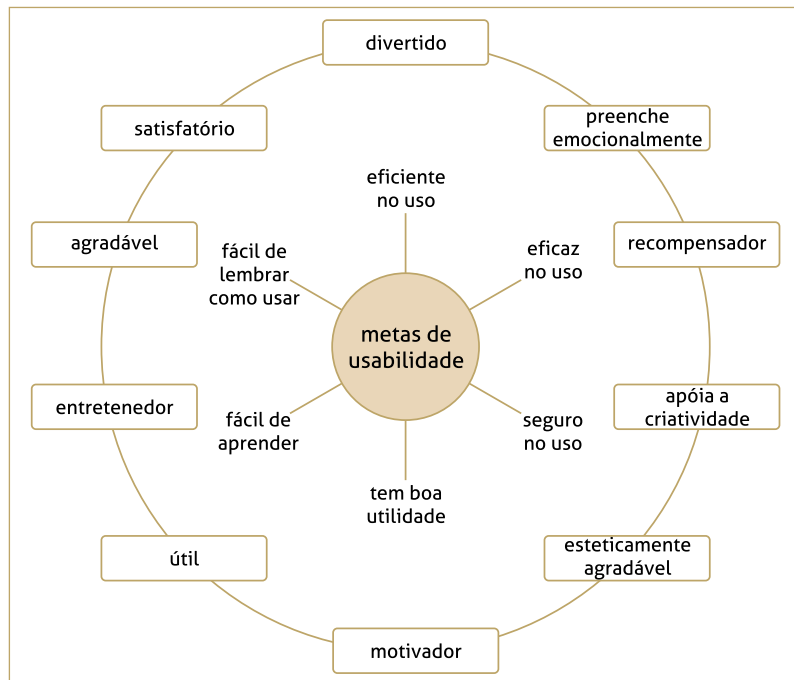 divertido
satisfatório
preenche
emocionalmente
eficiente
no uso
agradável
fácil de
lembrar
como usar
eficaz
no uso
recompensador
metas de
usabilidade
entretenedor
fácil de
aprender
seguro
no uso
apóia a
criatividade
tem boa
utilidade
útil
esteticamente
agradável
motivador